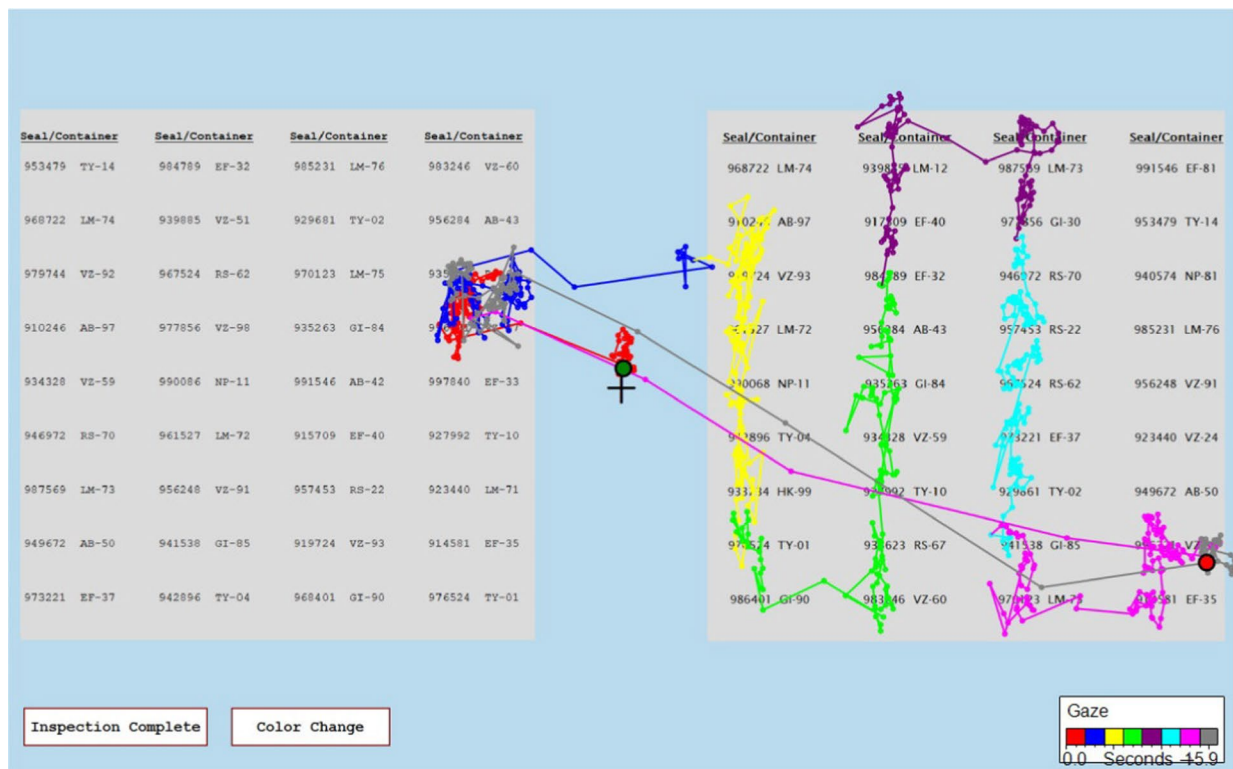 Seal/Container Seal/Container Seal/Container Seal/Container
953479 TY-14 984789 EF-32 985231 LM-76 983246 VZ-60
968722 LM-74 939885 VZ-51 929681 TY-02 956284 AB-43
979744 VZ-92 967524 RS-62 970123 LM-75
910246 AB-97 977856 VZ-98 935263 GI-84
934328 VZ-59 990086 NP-11 991546 AB-42 997840 EF-33
946972 RS-70 961527 LM-72 915709 EF-40 927992 TY-10
987569 LM-73 956248 VZ-91 957453 RS-22 923440 LM-71
949672 AB-50 941538 GI-85 919724 VZ-93 914581 EF-35
973221 EF-37 942896 TY-04 968401 GI-90 976524 TY-01
Seal/Container Seal/Container Seal/Container Seal/Container
968722 LM-74 LM-12 LM-73 991546 EF-81
AB-97 EF-40 GI-30 953479 TY-14
VZ-93 EF-32 RS-70 940574 NP-81
LM-72 AB-43 957453 RS-22 985231 LM-76
NP-11 GI-84 RS-62 956248 VZ-91
TY-04 VZ-59 EF-37 923440 VZ-24
HK-99 TY-10 TY-02 949672 AB-50
TY-01 RS-67 941538 GI-85
986401 GI-90 VZ-60 EF-35
Inspection Complete
Color Change
Gaze
0.0 Seconds 15.9